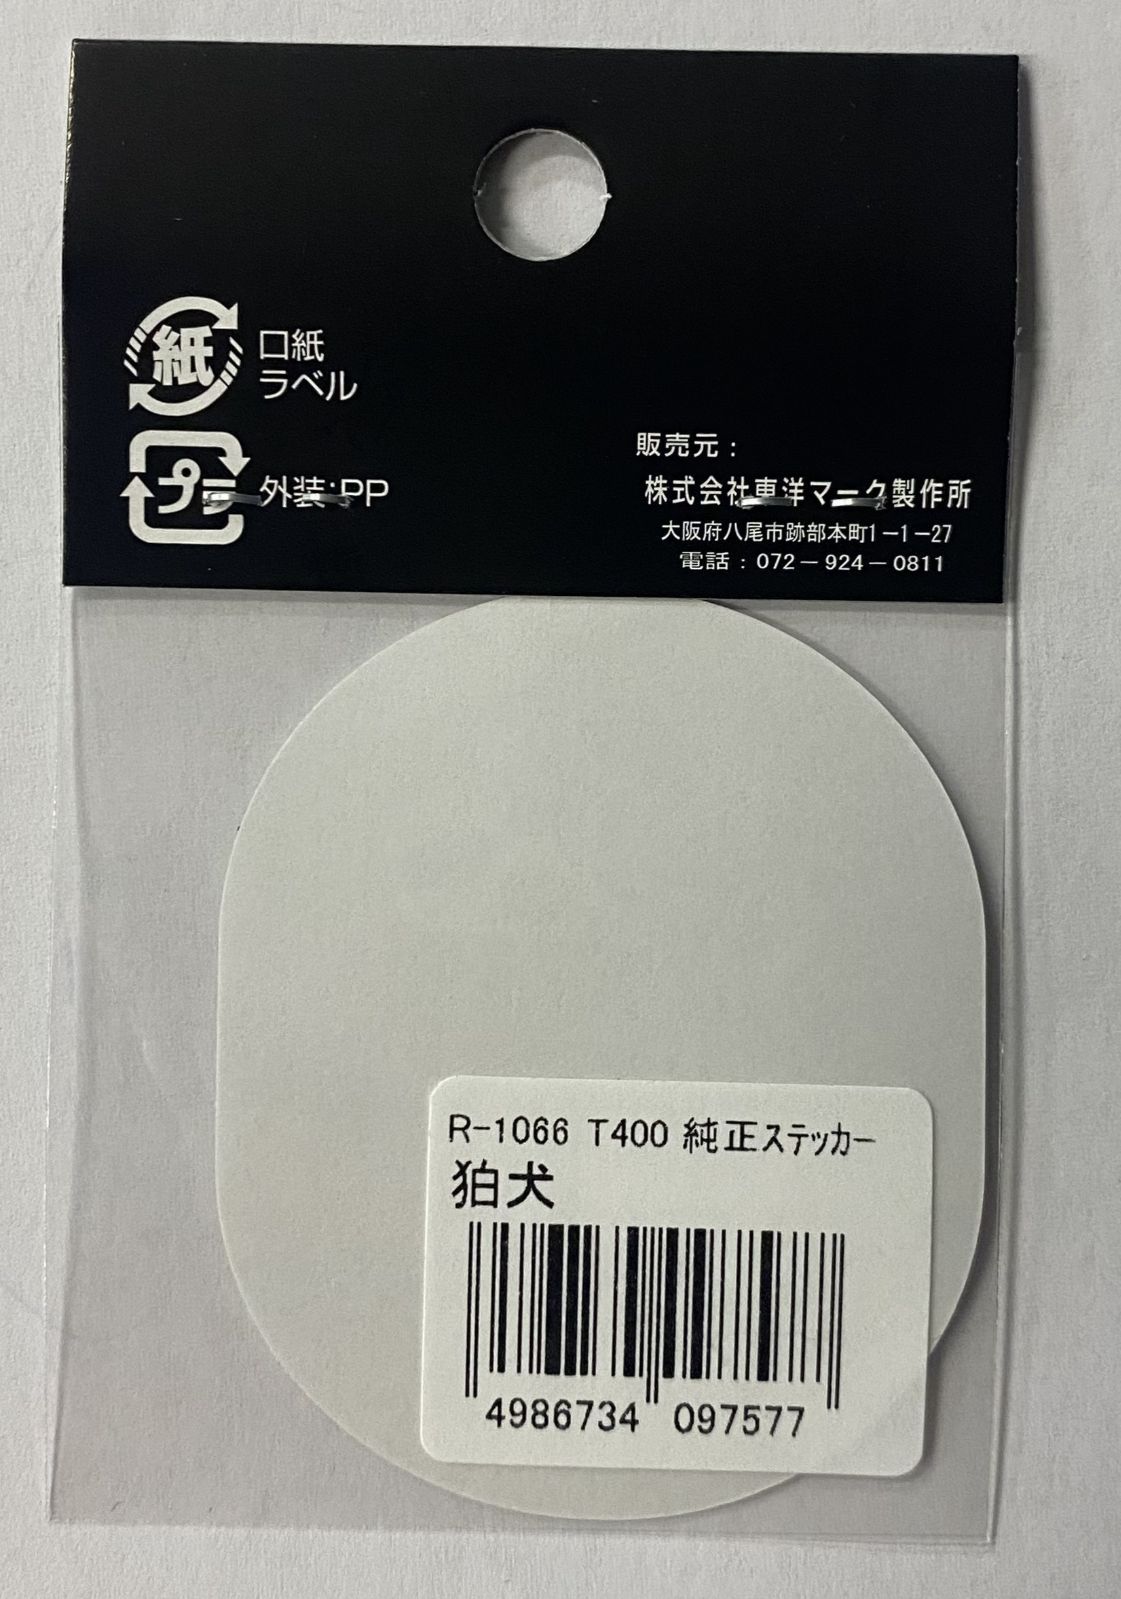 紙
口紙
ラベル
プラ
外装:PP
販売元:
株式会社東洋マーク製作所
大阪府八尾市跡部本町1-1-27
電話:072-924-0811
R-1066 T400 純正ステッカー
狛犬
4986734 097577